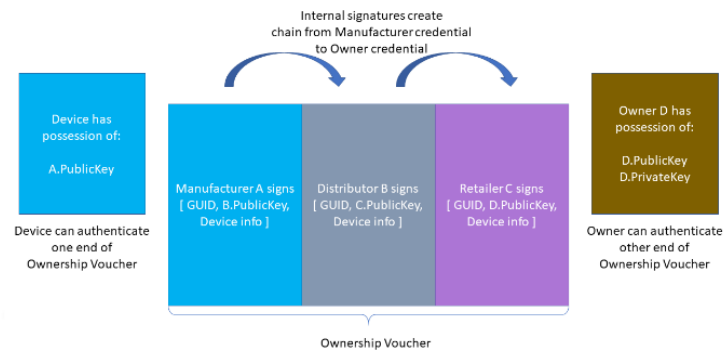 Internal signatures create
chain from Manufacturer credential
to Owner credential
Device has
possession of:
A.PublicKey
Device can authenticate
one end of
Ownership Voucher
Manufacturer A signs
[ GUID, B.PublicKey,
Device info ]
Distributor B signs
[ GUID, C.PublicKey,
Device info ]
Retailer C signs
[ GUID, D.PublicKey,
Device info ]
Owner D has
possession of:
D.PublicKey
D.PrivateKey
Owner can authenticate
other end of
Ownership Voucher
Ownership Voucher